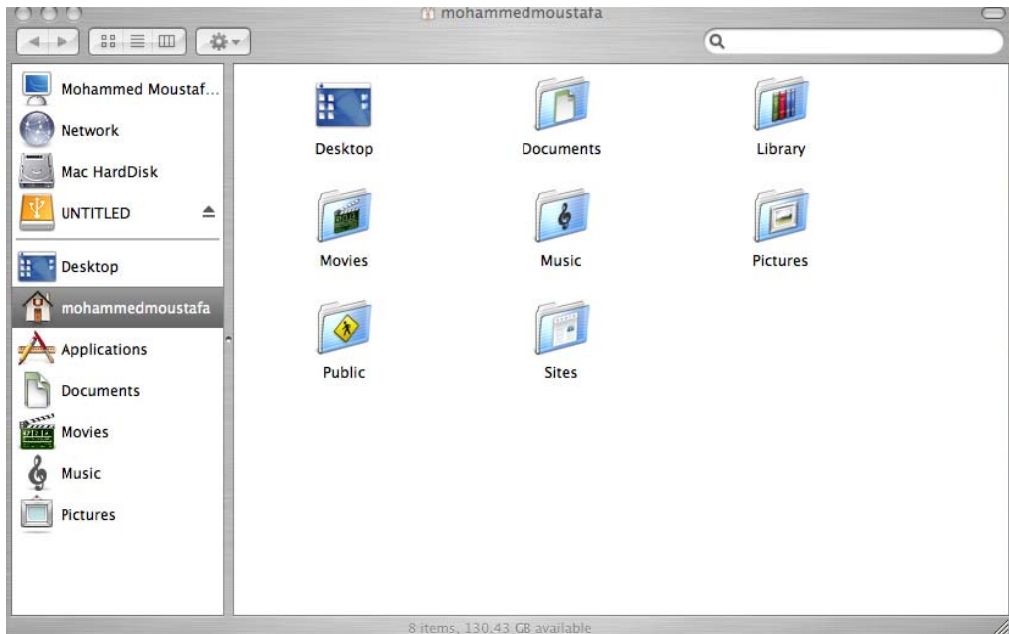 mohammedmoustafa
Mohammed Moustaf...
Network
Mac HardDisk
UNTITLED
Desktop
mohammedmoustafa
Applications
Documents
Movies
Music
Pictures
Desktop
Documents
Library
Movies
Music
Pictures
Public
Sites
8 items, 130.43 GB available